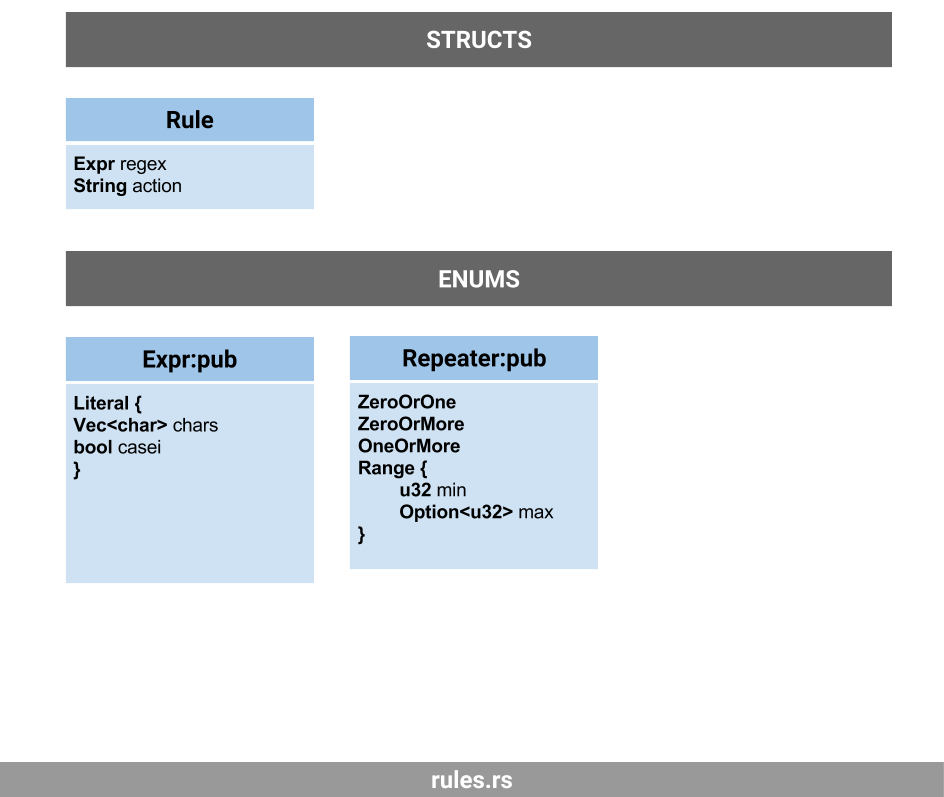 STRUCTS
Rule
Expr regex
String action
ENUMS
Expr:pub
Literal {
Vec<char> chars
bool casei
}
Repeater:pub
ZeroOrOne
ZeroOrMore
OneOrMore
Range {
u32 min
Option<u32> max
}
rules.rs